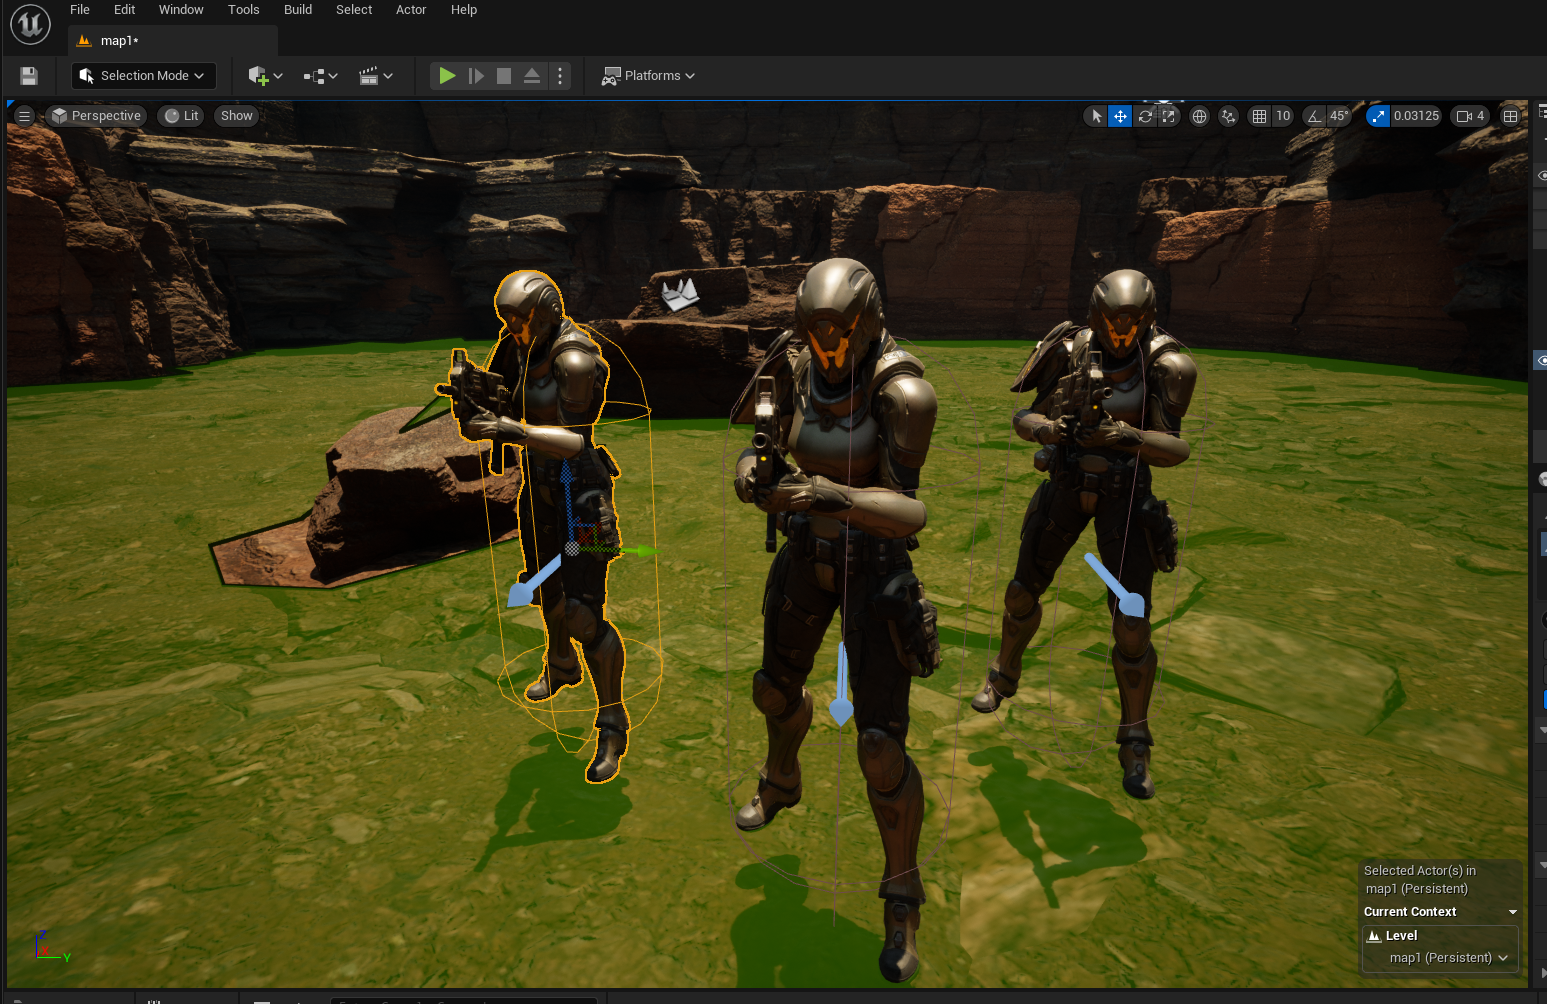 File Edit Window Tools Build Select Actor Help
map1*
Selection Mode Platforms
Perspective Lit Show 10 45° 0.03125 4
Selected Actor(s) in
map1 (Persistent)
Current Context
Level
map1 (Persistent)
Z
X
Y